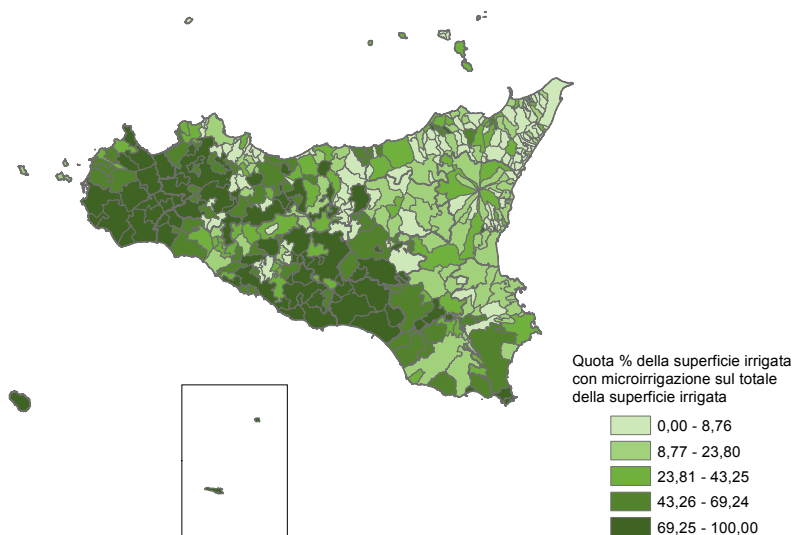 Quota % della superficie irrigata
con microirrigazione sul totale
della superficie irrigata
0,00 - 8,76
8,77 - 23,80
23,81 - 43,25
43,26 - 69,24
69,25 - 100,00